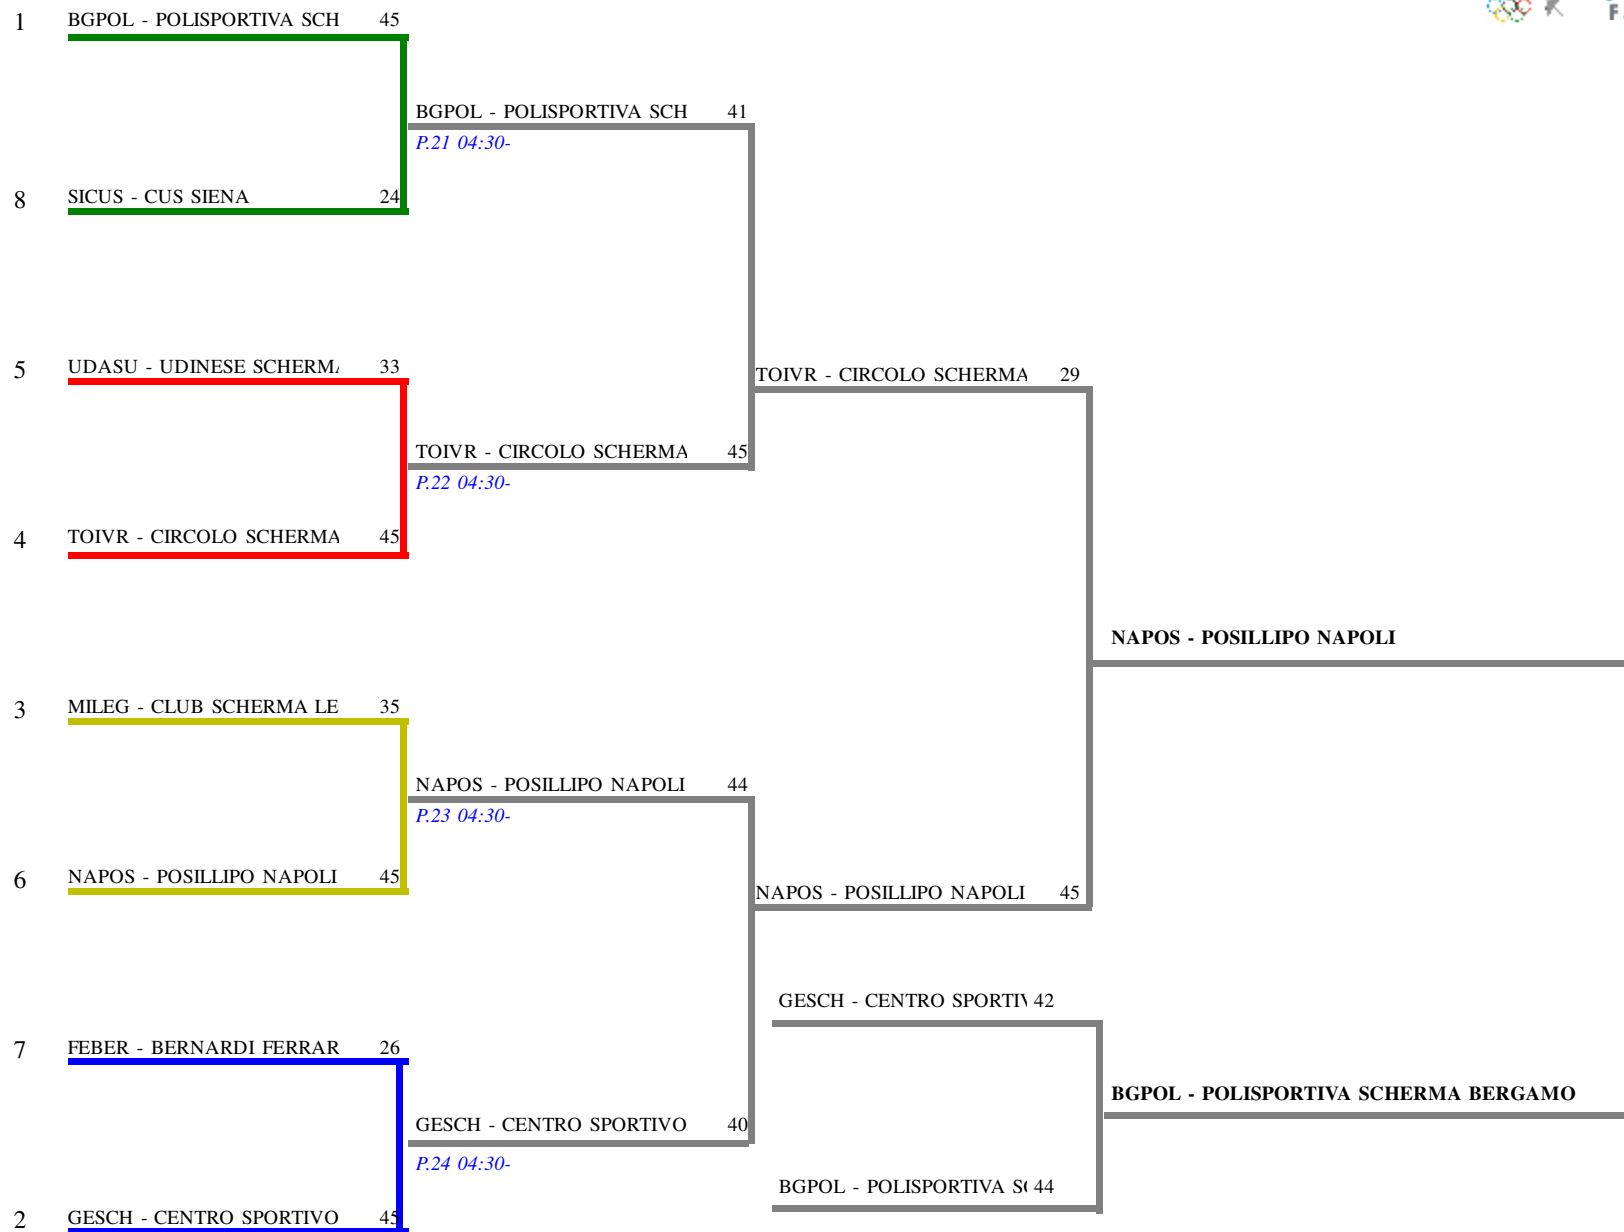 1 BGPOL - POLISPORTIVA SCH 45
BGPOL - POLISPORTIVA SCH 41
P.21 04:30-
8 SICUS - CUS SIENA 24
5 UDASU - UDINESE SCHERMA 33
TOIVR - CIRCOLO SCHERMA 29
TOIVR - CIRCOLO SCHERMA 45
P.22 04:30-
4 TOIVR - CIRCOLO SCHERMA 45
NAPOS - POSILLIPO NAPOLI
3 MILEG - CLUB SCHERMA LE 35
NAPOS - POSILLIPO NAPOLI 44
P.23 04:30-
6 NAPOS - POSILLIPO NAPOLI 45
NAPOS - POSILLIPO NAPOLI 45
GESCH - CENTRO SPORTIV 42
7 FEBER - BERNARDI FERRAR 26
BGPOL - POLISPORTIVA SCHERMA BERGAMO
GESCH - CENTRO SPORTIVO 40
P.24 04:30-
BGPOL - POLISPORTIVA S 44
2 GESCH - CENTRO SPORTIVO 45
F